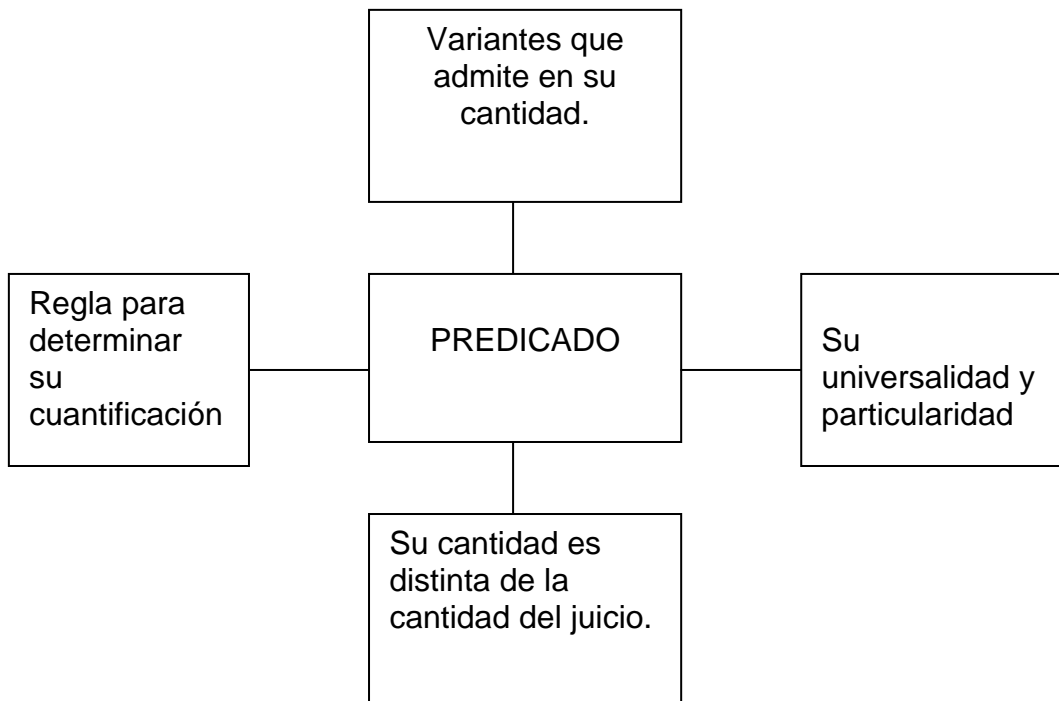 Variantes que
admite en su
cantidad.
Regla para
determinar
su
cuantificación
PREDICADO
Su
universalidad y
particularidad
Su cantidad es
distinta de la
cantidad del juicio.